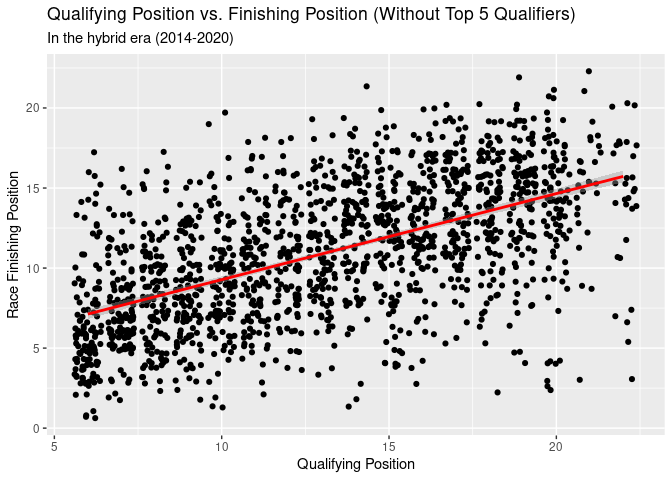 Qualifying Position vs. Finishing Position (Without Top 5 Qualifiers)
In the hybrid era (2014-2020)
Race Finishing Position
20
15
10
5
0
5 10 15 20
Qualifying Position